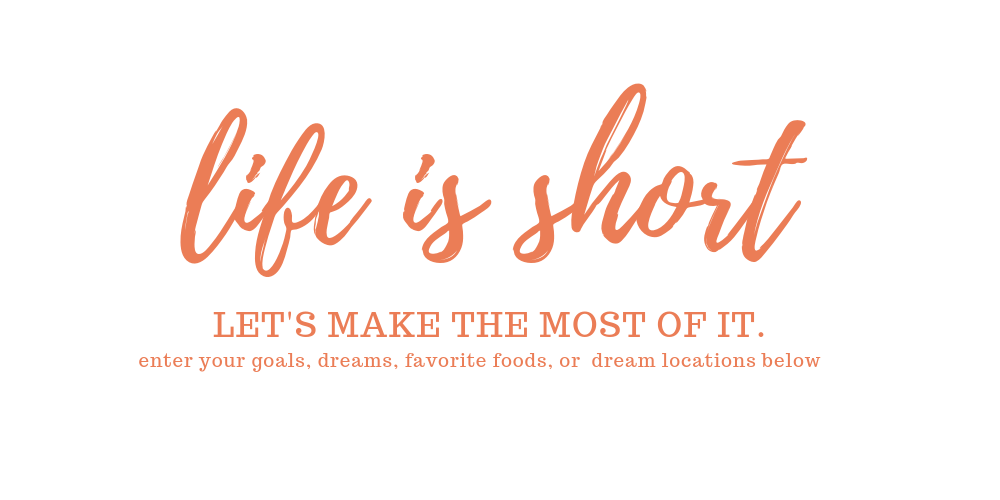 life is short
LET'S MAKE THE MOST OF IT.
enter your goals, dreams, favorite foods, or dream locations below